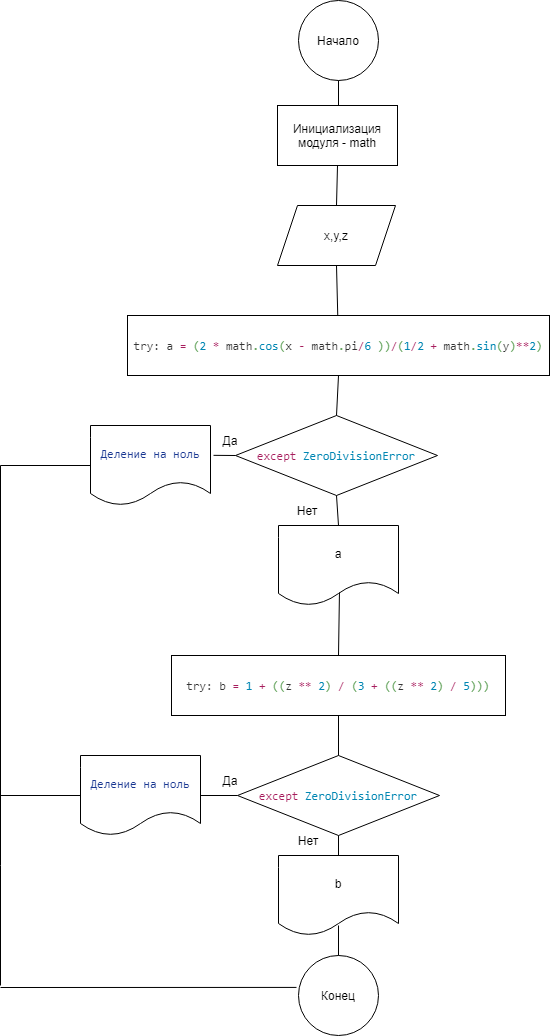 Начало
Инициализация
модуля - math
x,y,z
try: a = (2 * math.cos(x - math.pi/6 ))/(1/2 + math.sin(y)**2)
Да
Деление на ноль
except ZeroDivisionError
Нет
a
try: b = 1 + ((z ** 2) / (3 + ((z ** 2) / 5)))
Да
Деление на ноль
except ZeroDivisionError
Нет
b
Конец